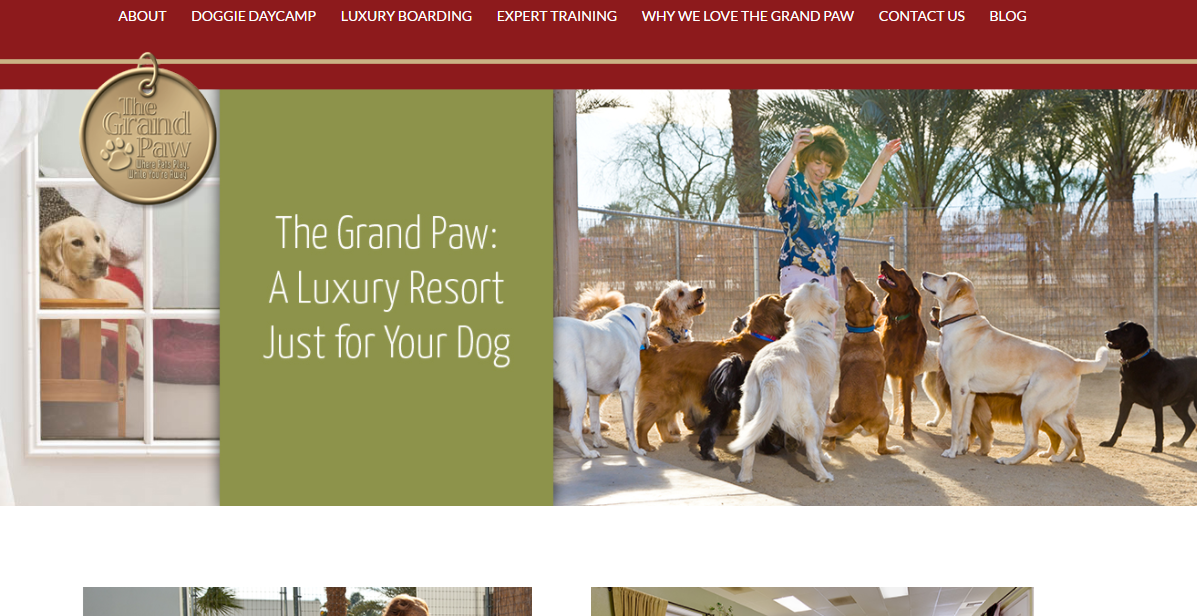 ABOUT DOGGIE DAYCAMP LUXURY BOARDING EXPERT TRAINING WHY WE LOVE THE GRAND PAW CONTACT US BLOG
The
Grand
Paw
Where Pets Play
While You're Away
The Grand Paw:
A Luxury Resort
Just for Your Dog